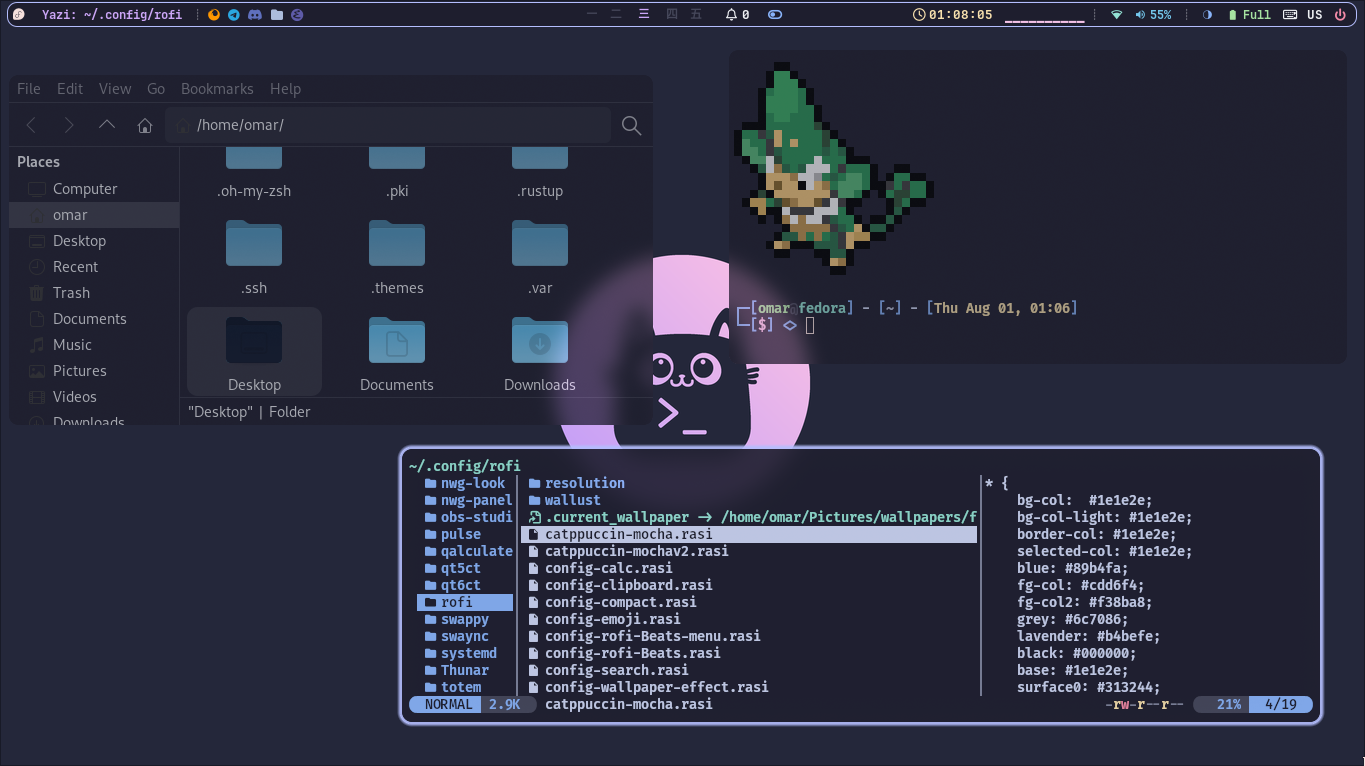 Yazi: ~/.config/rofi
一 二 三 四 五
0
01:08:05
55%
Full
US
File Edit View Go Bookmarks Help
/home/omar/
Places
Computer
omar
Desktop
Recent
Trash
Documents
Music
Pictures
Videos
Downloads
.oh-my-zsh .pki .rustup
.ssh .themes .var
Desktop Documents Downloads
"Desktop" | Folder
[omar@fedora] - [~] - [Thu Aug 01, 01:06]
[$] <>
>_
~/.config/rofi
nwg-look
nwg-panel
obs-studi
pulse
qalculate
qt5ct
qt6ct
rofi
swappy
swaync
systemd
Thunar
totem
resolution
wallust
.current_wallpaper -> /home/omar/Pictures/wallpapers/f
catppuccin-mocha.rasi
catppuccin-mochav2.rasi
config-calc.rasi
config-clipboard.rasi
config-compact.rasi
config-emoji.rasi
config-rofi-Beats-menu.rasi
config-rofi-Beats.rasi
config-search.rasi
config-wallpaper-effect.rasi
* {
bg-col:  #1e1e2e;
bg-col-light: #1e1e2e;
border-col: #1e1e2e;
selected-col: #1e1e2e;
blue: #89b4fa;
fg-col: #cdd6f4;
fg-col2: #f38ba8;
grey: #6c7086;
lavender: #b4befe;
black: #000000;
base: #1e1e2e;
surface0: #313244;
NORMAL 2.9K catppuccin-mocha.rasi -rw-r--r-- 21% 4/19